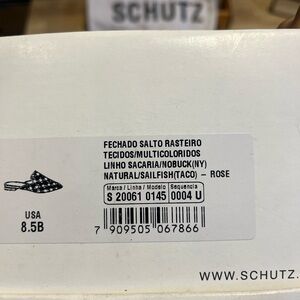 SCHUTZ
FECHADO SALTO RASTEIRO
TECIDOS/MULTICOLORIDOS
LINHO SACARIA/NOBUCK(NY)
NATURAL/SAILFISH(TACO) - ROSE
Marca / Linha / Modelo Sequencia
S 20061 0145 0004 U
USA
8.5B
7 909505 067866
WWW.SCHUTZ.